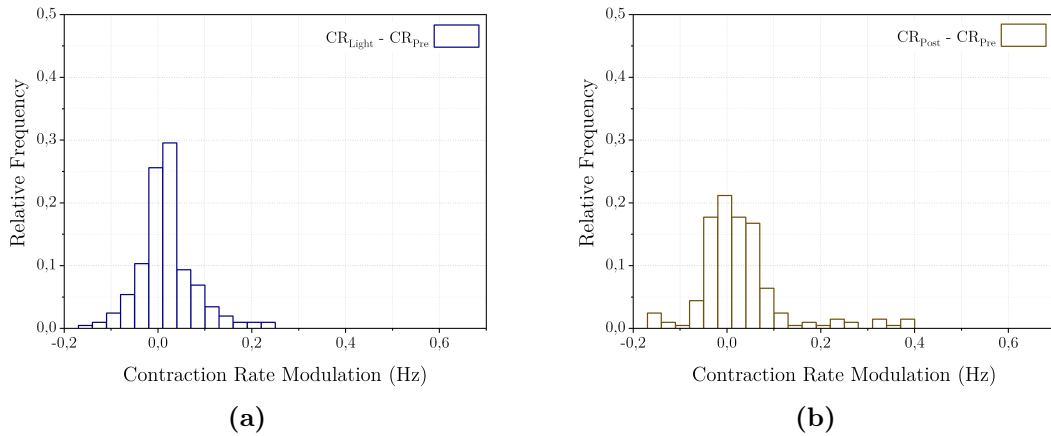 0,5
0,4
0,3
0,2
0,1
0,0
Relative Frequency
CR_Light - CR_Pre
-0,2
0,0
0,2
0,4
0,6
Contraction Rate Modulation (Hz)
(a)
0,5
0,4
0,3
0,2
0,1
0,0
Relative Frequency
CR_Post - CR_Pre
-0,2
0,0
0,2
0,4
0,6
Contraction Rate Modulation (Hz)
(b)